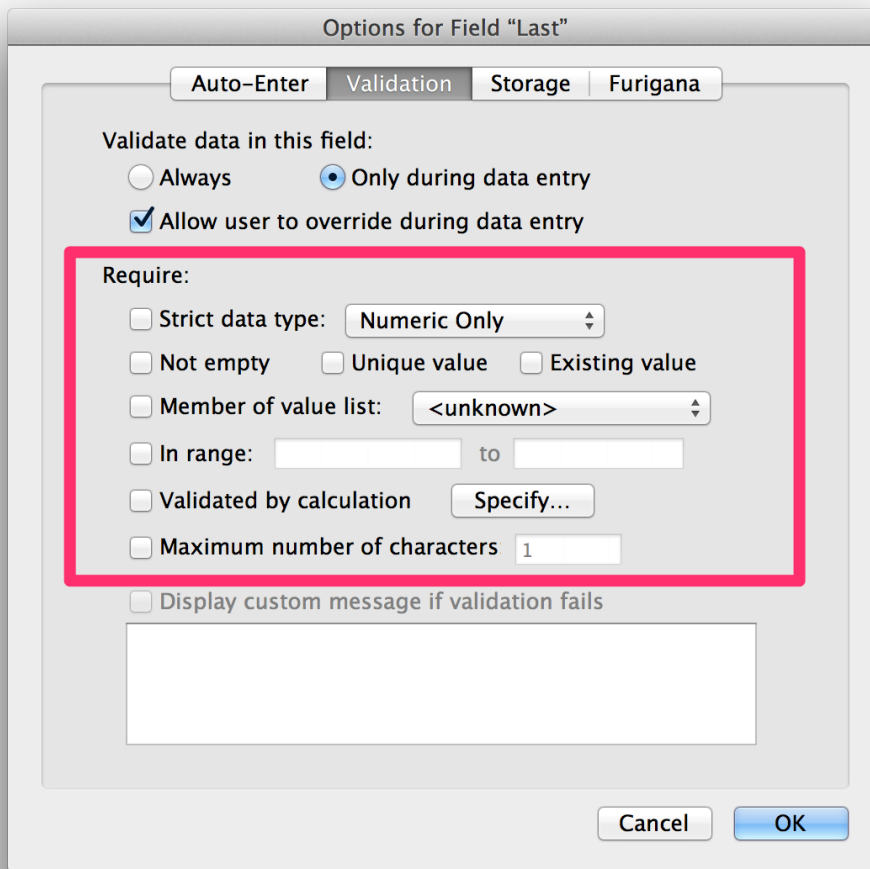 Options for Field “Last”
Auto-Enter Validation Storage Furigana
Validate data in this field:
Always Only during data entry
Allow user to override during data entry
Require:
Strict data type: Numeric Only
Not empty Unique value Existing value
Member of value list: <unknown>
In range: to
Validated by calculation Specify...
Maximum number of characters: 1
Display custom message if validation fails
Cancel OK